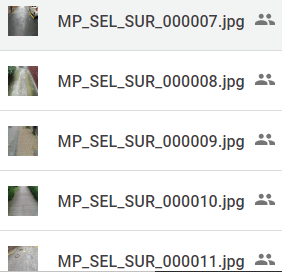 MP_SEL_SUR_000007.jpg
MP_SEL_SUR_000008.jpg
MP_SEL_SUR_000009.jpg
MP_SEL_SUR_000010.jpg
MP_SEL_SUR_000011.jpg